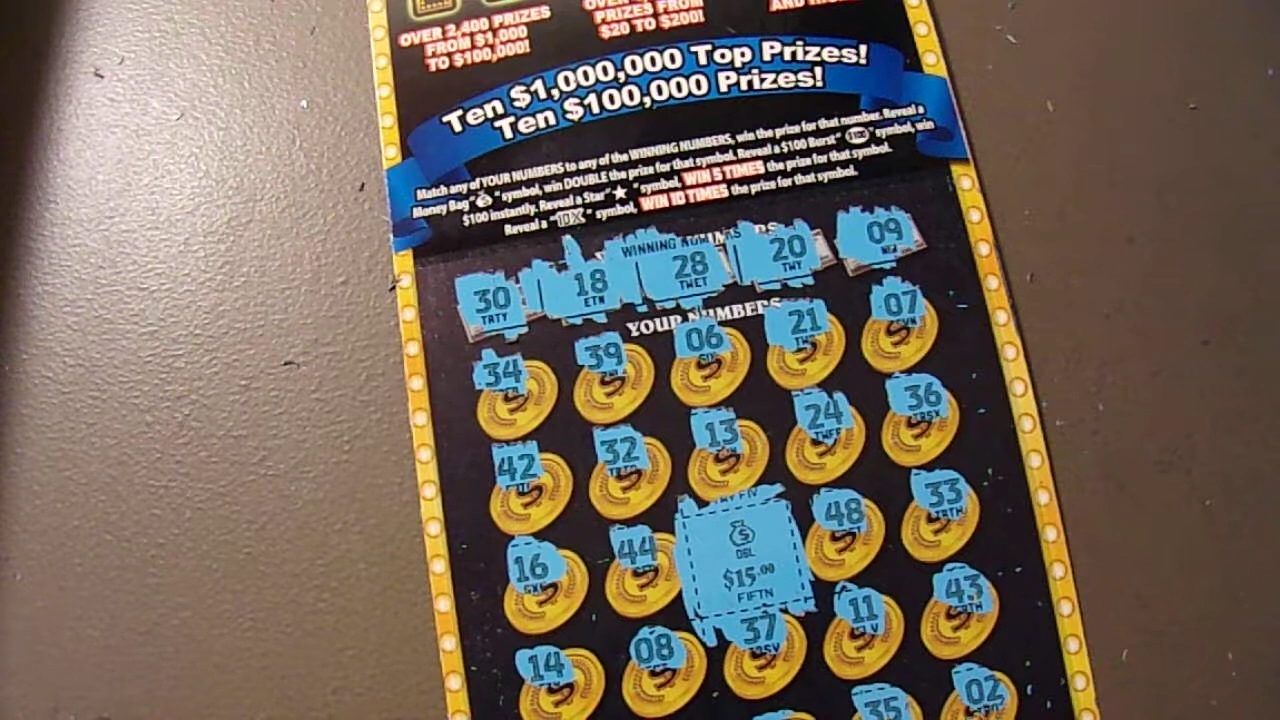 OVER 2,400 PRIZES
FROM $1,000
TO $100,000!
PRIZES FROM
$20 TO $200!
Ten $1,000,000 Top Prizes!
Ten $100,000 Prizes!
Match any of YOUR NUMBERS to any of the WINNING NUMBERS, win the prize for that number. Reveal a
Money Bag " " symbol, win DOUBLE the prize for that symbol. Reveal a $100 Burst " " symbol, win
$100 instantly. Reveal a Star "★" symbol, WIN 5 TIMES the prize for that symbol.
Reveal a "10X" symbol, WIN 10 TIMES the prize for that symbol.
WINNING
30 18 28 20 09
TRTY ETN TWET TWY NIN
YOUR NUMBERS
34 39 06 21 07
SIX SVN
42 32 13 24 36
TRSX
16 44 48 33
SXN TRTH
DBL
$15.00
FIFTN
14 08 37 11 43
35 02